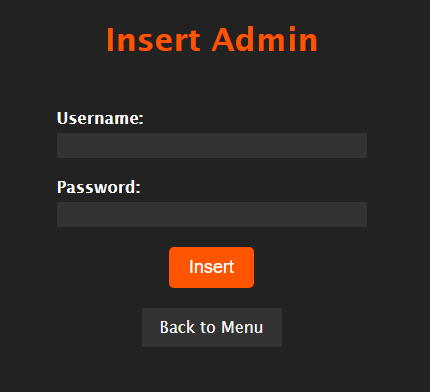 Insert Admin
Username:
Password:
Insert
Back to Menu